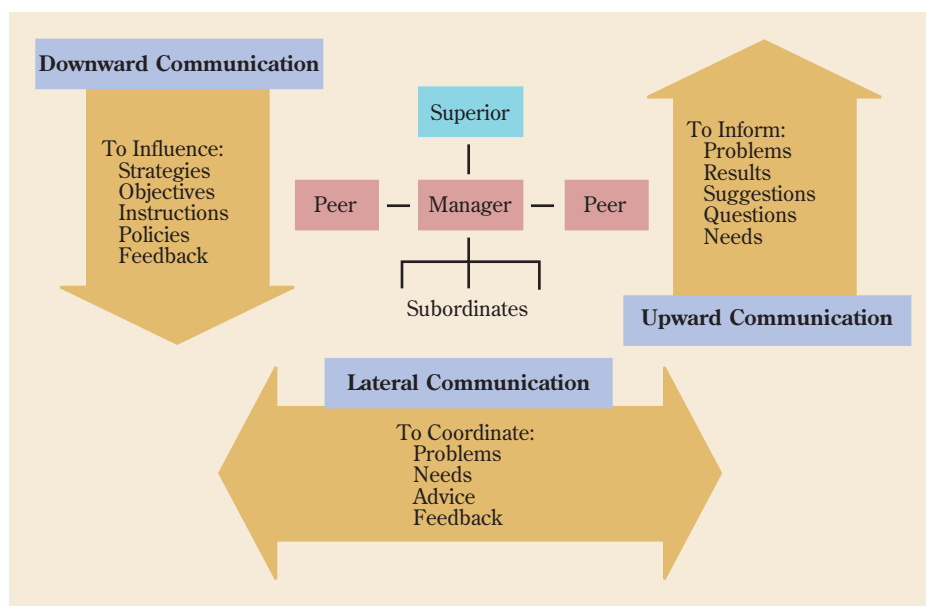 Downward Communication
To Influence:
Strategies
Objectives
Instructions
Policies
Feedback
Superior
Peer
Manager
Peer
Subordinates
To Inform:
Problems
Results
Suggestions
Questions
Needs
Upward Communication
Lateral Communication
To Coordinate:
Problems
Needs
Advice
Feedback